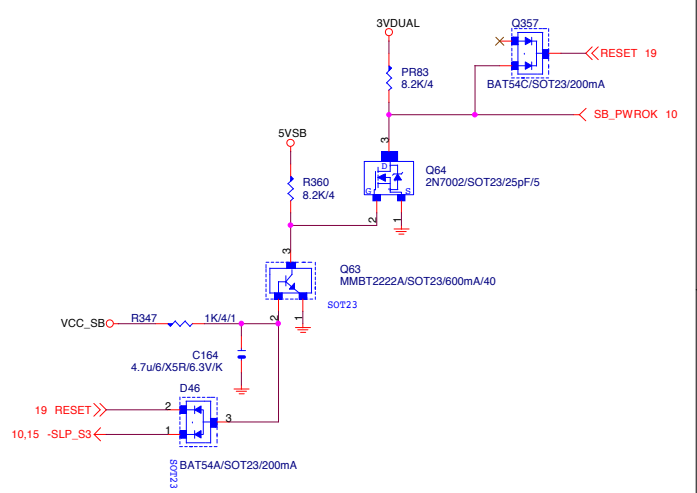 3VDUAL
Q357
PR83
8.2K/4
RESET 19
BAT54C/SOT23/200mA
SB_PWROK 10
5VSB
3
D
G
S
Q64
2N7002/SOT23/25pF/5
R360
8.2K/4
2
1
3
Q63
MMBT2222A/SOT23/600mA/40
SOT23
VCC_SB
R347
1K/4/1
2
1
C164
4.7u/6/X5R/6.3V/K
D46
19 RESET
2
3
10,15 -SLP_S3
1
BAT54A/SOT23/200mA
SOT23